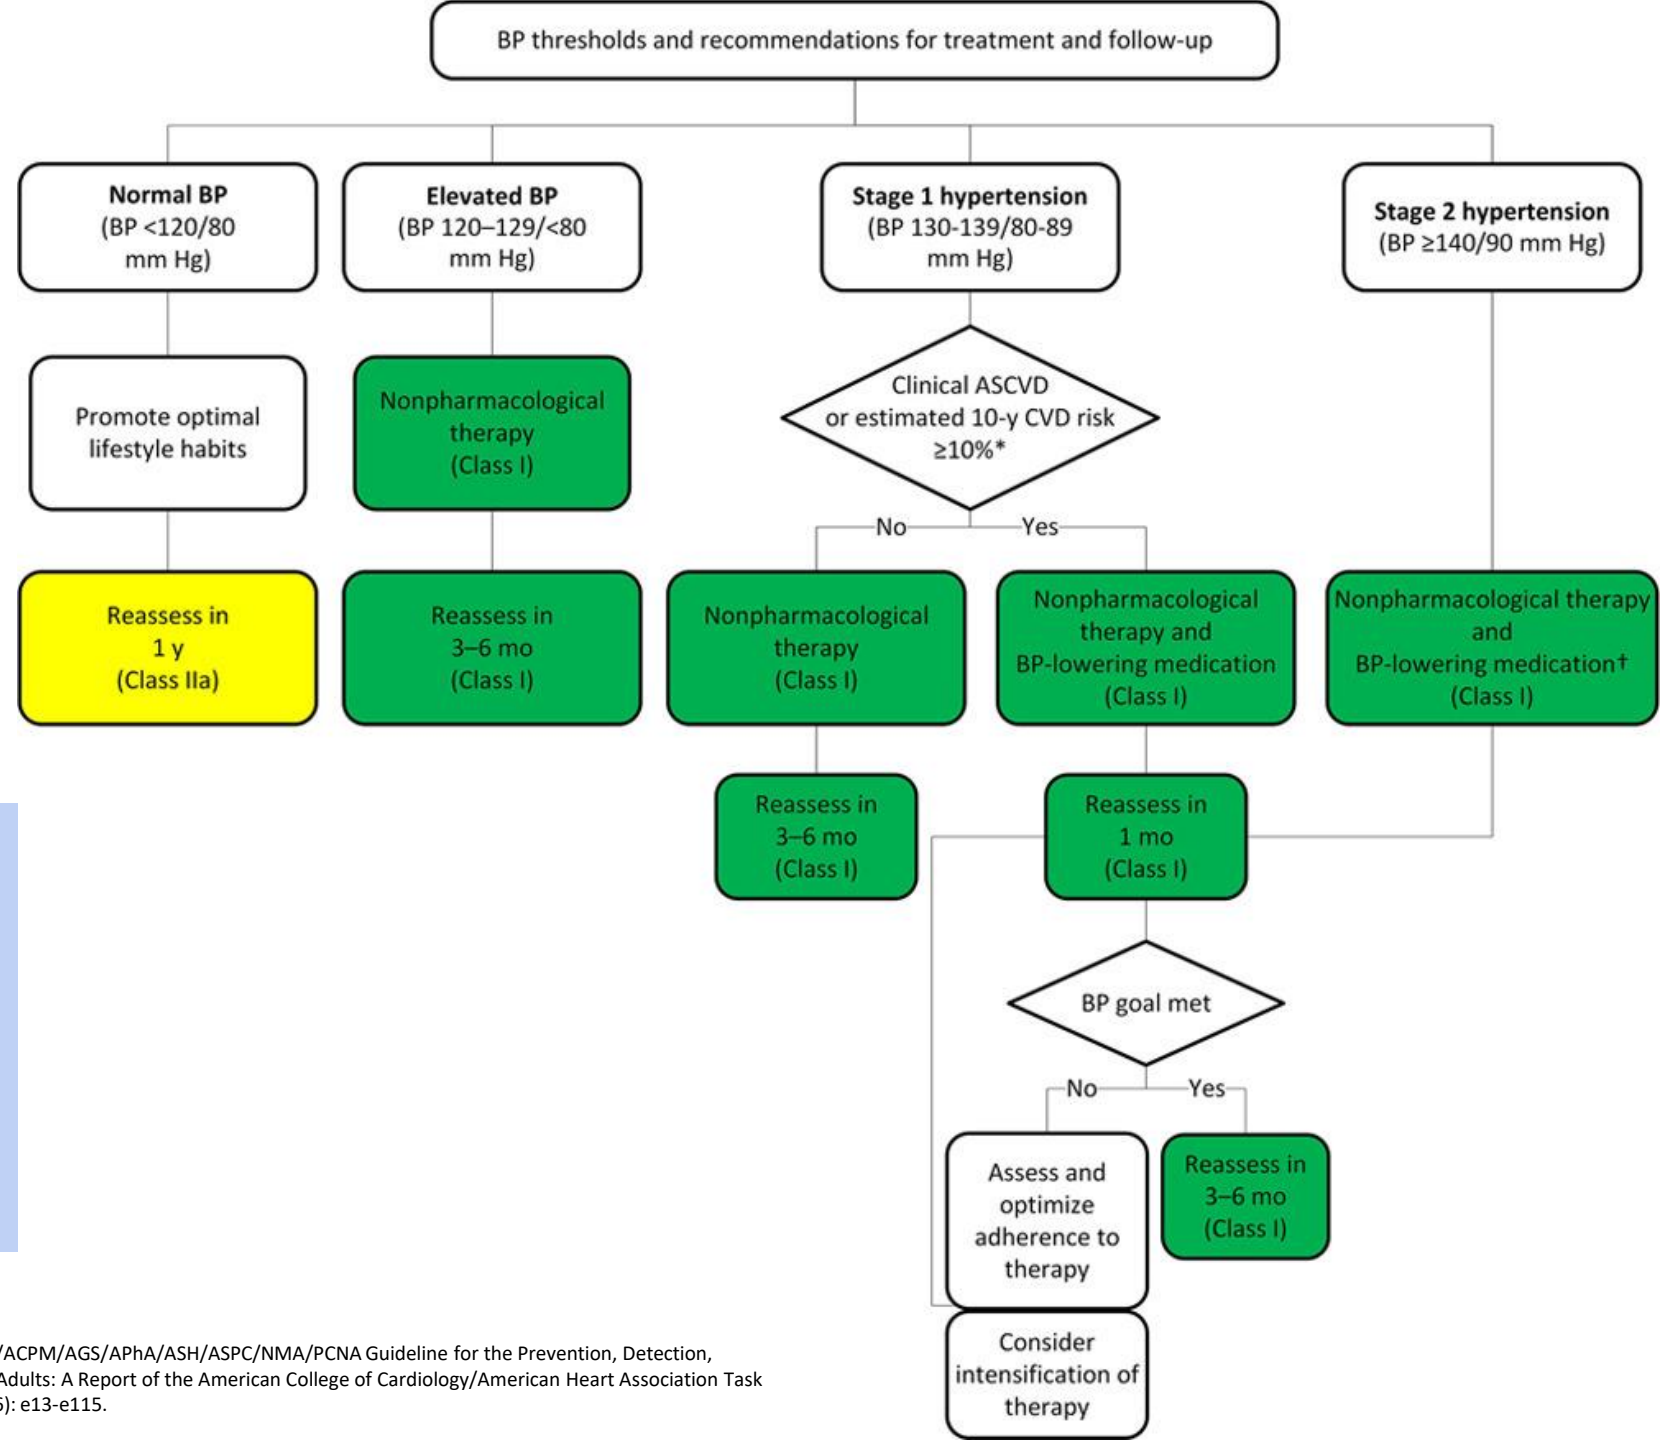 BP thresholds and recommendations for treatment and follow-up
Normal BP
(BP <120/80
mm Hg)
Elevated BP
(BP 120–129/<80
mm Hg)
Stage 1 hypertension
(BP 130-139/80-89
mm Hg)
Stage 2 hypertension
(BP ≥140/90 mm Hg)
Promote optimal
lifestyle habits
Nonpharmacological
therapy
(Class I)
Clinical ASCVD
or estimated 10-y CVD risk
≥10%*
No
Yes
Reassess in
1 y
(Class IIa)
Reassess in
3–6 mo
(Class I)
Nonpharmacological
therapy
(Class I)
Nonpharmacological
therapy and
BP-lowering medication
(Class I)
Nonpharmacological therapy
and
BP-lowering medication†
(Class I)
Reassess in
3–6 mo
(Class I)
Reassess in
1 mo
(Class I)
BP goal met
No
Yes
Assess and
optimize
adherence to
therapy
Reassess in
3–6 mo
(Class I)
Consider
intensification of
therapy
/ACPM/AGS/APhA/ASH/ASPC/NMA/PCNA Guideline for the Prevention, Detection,
Adults: A Report of the American College of Cardiology/American Heart Association Task
): e13-e115.